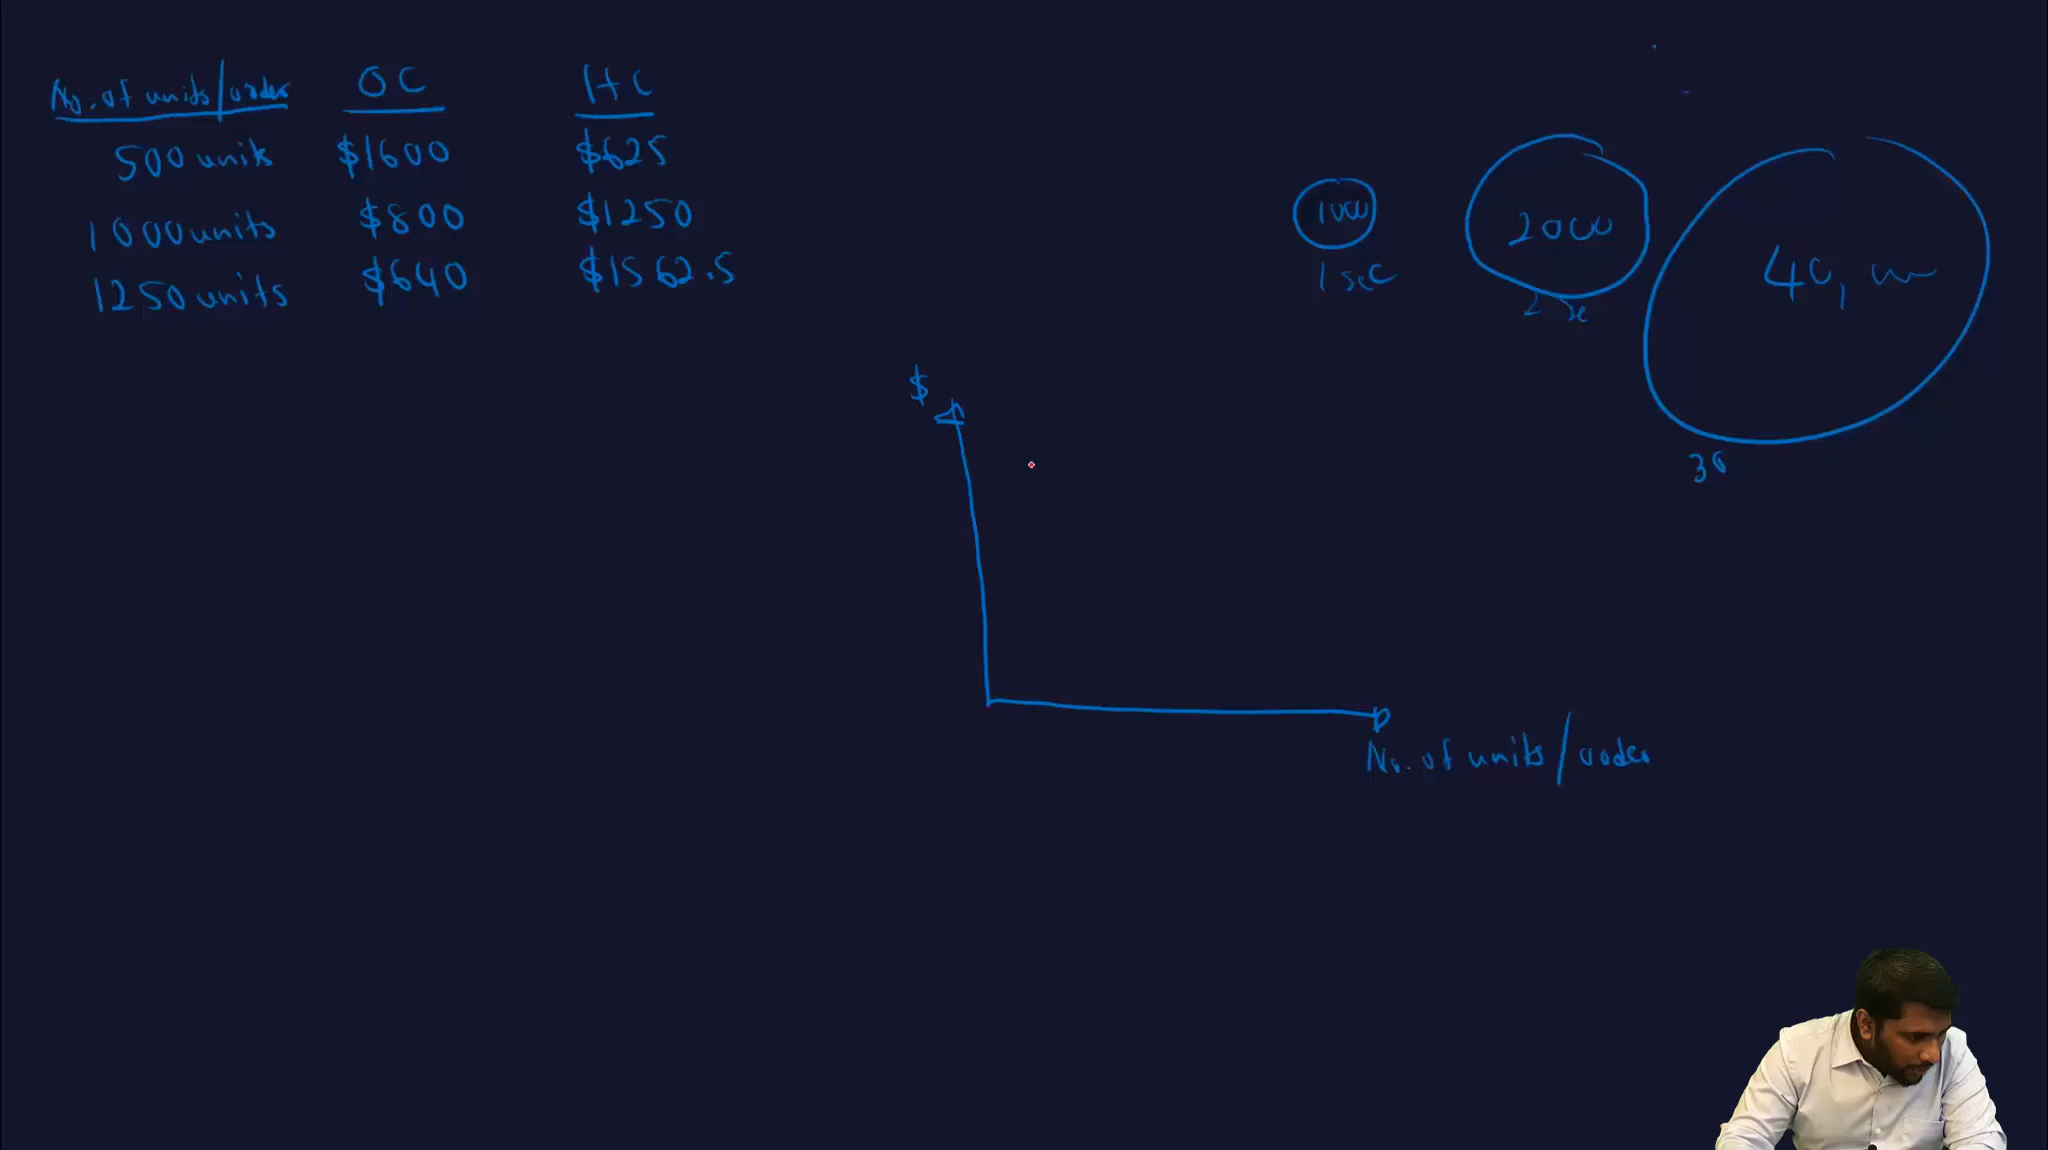 No. of units/order OC HC
500 units $1600 $625
1000 units $800 $1250
1250 units $640 $1562.5
1000
1 sec
2000
2
40,
30
$
No. of units/order